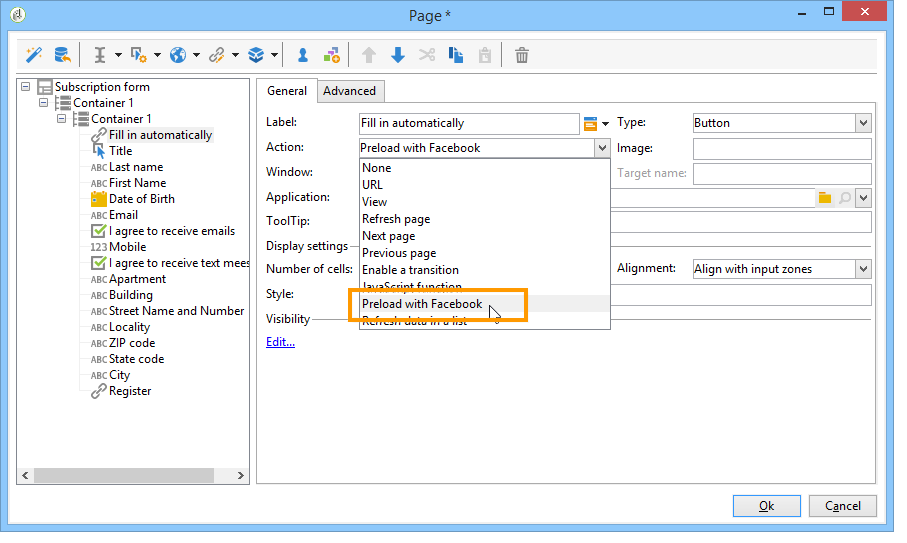 Page *
Subscription form
Container 1
Container 1
Fill in automatically
Title
ABC Last name
ABC First Name
Date of Birth
ABC Email
I agree to receive emails
123 Mobile
I agree to receive text mess
ABC Apartment
ABC Building
ABC Street Name and Number
ABC Locality
ABC ZIP code
ABC State code
ABC City
Register
General Advanced
Label: Fill in automatically Type: Button
Action: Preload with Facebook Image:
Window: Target name:
Application:
ToolTip:
Display settings
Number of cells: Alignment: Align with input zones
Style:
Visibility
Edit...
None
URL
View
Refresh page
Next page
Previous page
Enable a transition
JavaScript function
Preload with Facebook
Refresh data in a list
Ok Cancel